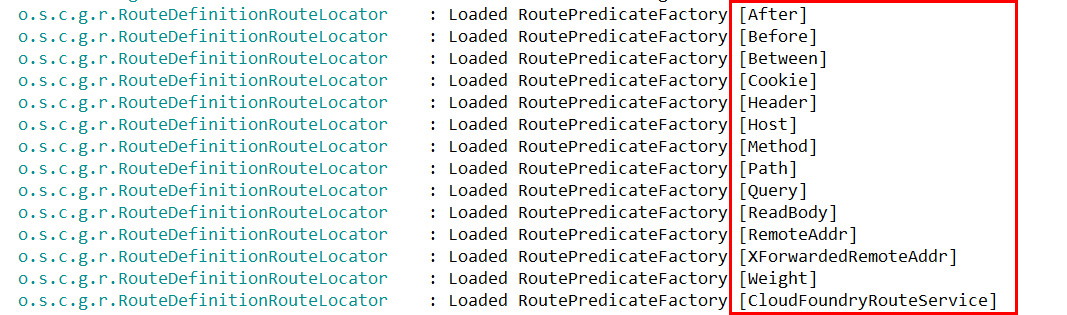 o.s.c.g.r.RouteDefinitionRouteLocator : Loaded RoutePredicateFactory [After]
o.s.c.g.r.RouteDefinitionRouteLocator : Loaded RoutePredicateFactory [Before]
o.s.c.g.r.RouteDefinitionRouteLocator : Loaded RoutePredicateFactory [Between]
o.s.c.g.r.RouteDefinitionRouteLocator : Loaded RoutePredicateFactory [Cookie]
o.s.c.g.r.RouteDefinitionRouteLocator : Loaded RoutePredicateFactory [Header]
o.s.c.g.r.RouteDefinitionRouteLocator : Loaded RoutePredicateFactory [Host]
o.s.c.g.r.RouteDefinitionRouteLocator : Loaded RoutePredicateFactory [Method]
o.s.c.g.r.RouteDefinitionRouteLocator : Loaded RoutePredicateFactory [Path]
o.s.c.g.r.RouteDefinitionRouteLocator : Loaded RoutePredicateFactory [Query]
o.s.c.g.r.RouteDefinitionRouteLocator : Loaded RoutePredicateFactory [ReadBody]
o.s.c.g.r.RouteDefinitionRouteLocator : Loaded RoutePredicateFactory [RemoteAddr]
o.s.c.g.r.RouteDefinitionRouteLocator : Loaded RoutePredicateFactory [XForwardedRemoteAddr]
o.s.c.g.r.RouteDefinitionRouteLocator : Loaded RoutePredicateFactory [Weight]
o.s.c.g.r.RouteDefinitionRouteLocator : Loaded RoutePredicateFactory [CloudFoundryRouteService]